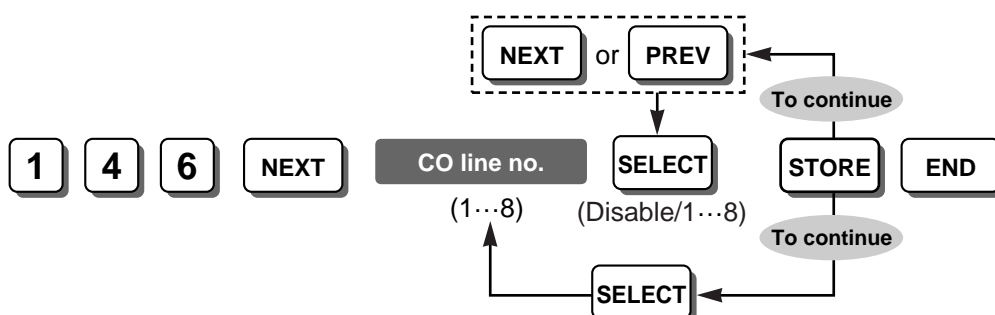 NEXT or PREV
To continue
1 4 6 NEXT CO line no. SELECT STORE END
(1···8) (Disable/1···8)
To continue
SELECT